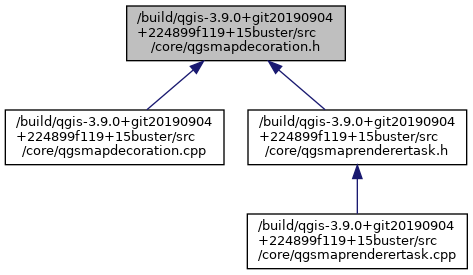 /build/qgis-3.9.0+git20190904
+224899f119+15buster/src
/core/qgsmapdecoration.h
/build/qgis-3.9.0+git20190904
+224899f119+15buster/src
/core/qgsmapdecoration.cpp
/build/qgis-3.9.0+git20190904
+224899f119+15buster/src
/core/qgsmaprenderertask.h
/build/qgis-3.9.0+git20190904
+224899f119+15buster/src
/core/qgsmaprenderertask.cpp